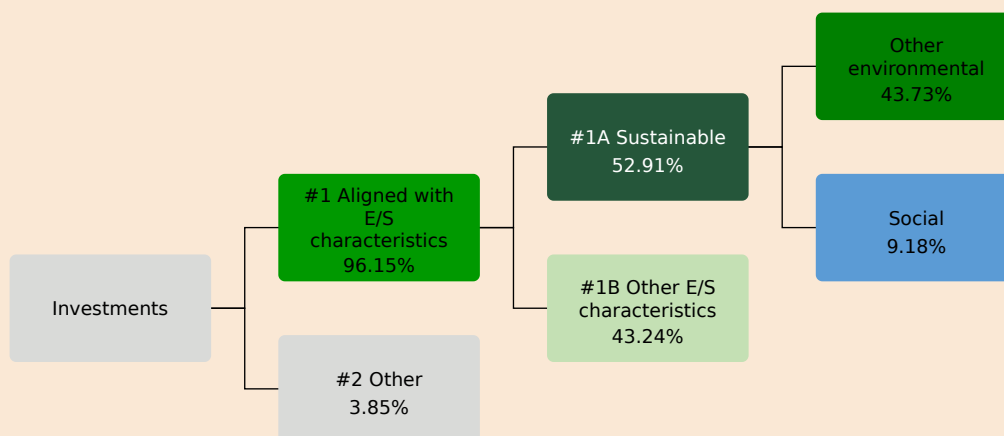 Investments
#1 Aligned with
E/S
characteristics
96.15%
#2 Other
3.85%
#1A Sustainable
52.91%
#1B Other E/S
characteristics
43.24%
Other
environmental
43.73%
Social
9.18%